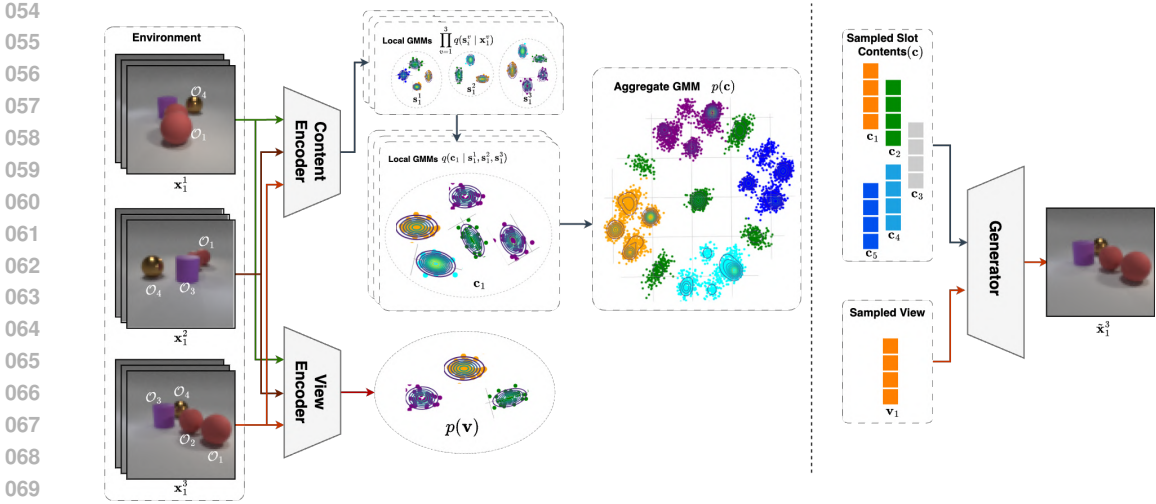 054
055
056
057
058
059
060
061
062
063
064
065
066
067
068
069
Environment
O₄
O₁
x₁¹
O₁
O₄
O₃
x₁²
O₃
O₄
O₂
O₁
x₁³
Content
Encoder
View
Encoder
Local GMMs ∏³ᵥ₌₁ q(sᵢᵛ | x₁ᵛ)
s₁¹
s₁²
s₁³
Local GMMs q(c₁ | s₁¹, s₁², s₁³)
c₁
p(v)
Aggregate GMM p(c)
Sampled Slot
Contents(c)
c₁
c₂
c₃
c₄
c₅
Sampled View
v₁
Generator
x̃₁³